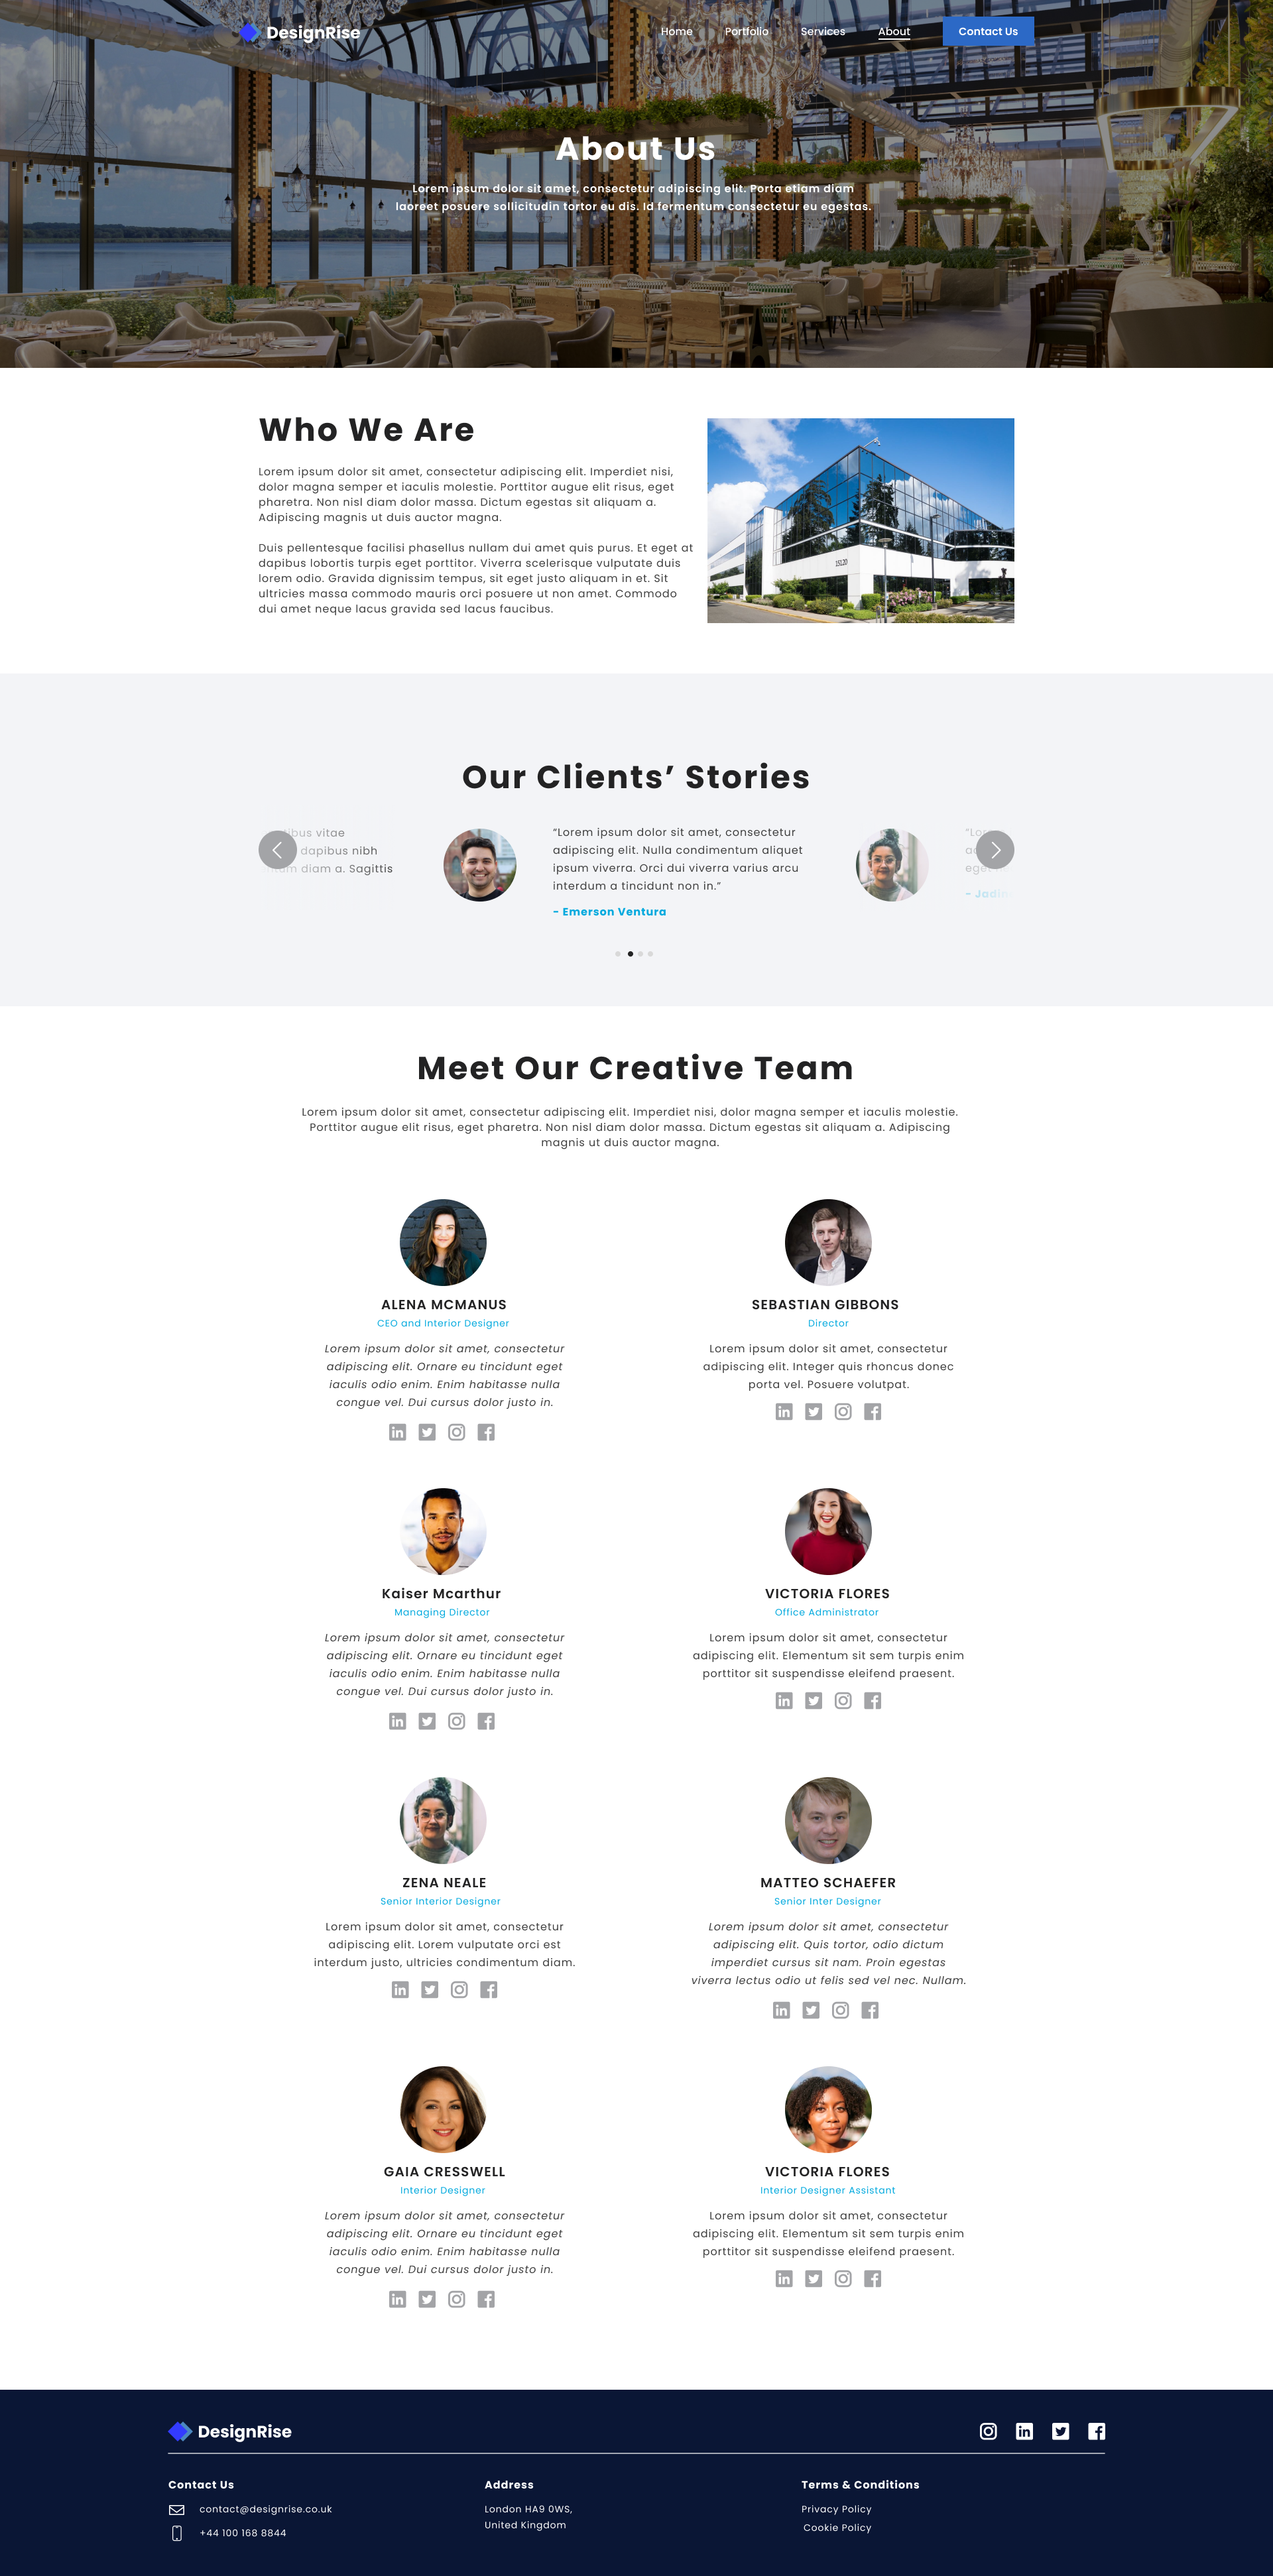 DesignRise
Home Portfolio Services About Contact Us
About Us
Lorem ipsum dolor sit amet, consectetur adipiscing elit. Porta etiam diam
laoreet posuere sollicitudin tortor eu dis. Id fermentum consectetur eu egestas.
Who We Are
Lorem ipsum dolor sit amet, consectetur adipiscing elit. Imperdiet nisi,
dolor magna semper et iaculis molestie. Porttitor augue elit risus, eget
pharetra. Non nisl diam dolor massa. Dictum egestas sit aliquam a.
Adipiscing magnis ut duis auctor magna.
Duis pellentesque facilisi phasellus nullam dui amet quis purus. Et eget at
dapibus lobortis turpis eget porttitor. Viverra scelerisque vulputate duis
lorem odio. Gravida dignissim tempus, sit eget justo aliquam in et. Sit
ultricies massa commodo mauris orci posuere ut non amet. Commodo
dui amet neque lacus gravida sed lacus faucibus.
15120
Our Clients’ Stories
vitae
dapibus nibh
diam a. Sagittis
“Lorem ipsum dolor sit amet, consectetur
adipiscing elit. Nulla condimentum aliquet
ipsum viverra. Orci dui viverra varius arcu
interdum a tincidunt non in.”
- Emerson Ventura
Meet Our Creative Team
Lorem ipsum dolor sit amet, consectetur adipiscing elit. Imperdiet nisi, dolor magna semper et iaculis molestie.
Porttitor augue elit risus, eget pharetra. Non nisl diam dolor massa. Dictum egestas sit aliquam a. Adipiscing
magnis ut duis auctor magna.
ALENA MCMANUS
CEO and Interior Designer
Lorem ipsum dolor sit amet, consectetur
adipiscing elit. Ornare eu tincidunt eget
iaculis odio enim. Enim habitasse nulla
congue vel. Dui cursus dolor justo in.
SEBASTIAN GIBBONS
Director
Lorem ipsum dolor sit amet, consectetur
adipiscing elit. Integer quis rhoncus donec
porta vel. Posuere volutpat.
Kaiser Mcarthur
Managing Director
Lorem ipsum dolor sit amet, consectetur
adipiscing elit. Ornare eu tincidunt eget
iaculis odio enim. Enim habitasse nulla
congue vel. Dui cursus dolor justo in.
VICTORIA FLORES
Office Administrator
Lorem ipsum dolor sit amet, consectetur
adipiscing elit. Elementum sit sem turpis enim
porttitor sit suspendisse eleifend praesent.
ZENA NEALE
Senior Interior Designer
Lorem ipsum dolor sit amet, consectetur
adipiscing elit. Lorem vulputate orci est
interdum justo, ultricies condimentum diam.
MATTEO SCHAEFER
Senior Inter Designer
Lorem ipsum dolor sit amet, consectetur
adipiscing elit. Quis tortor, odio dictum
imperdiet cursus sit nam. Proin egestas
viverra lectus odio ut felis sed vel nec. Nullam.
GAIA CRESSWELL
Interior Designer
Lorem ipsum dolor sit amet, consectetur
adipiscing elit. Ornare eu tincidunt eget
iaculis odio enim. Enim habitasse nulla
congue vel. Dui cursus dolor justo in.
VICTORIA FLORES
Interior Designer Assistant
Lorem ipsum dolor sit amet, consectetur
adipiscing elit. Elementum sit sem turpis enim
porttitor sit suspendisse eleifend praesent.
DesignRise
Contact Us
contact@designrise.co.uk
+44 100 168 8844
Address
London HA9 0WS,
United Kingdom
Terms & Conditions
Privacy Policy
Cookie Policy